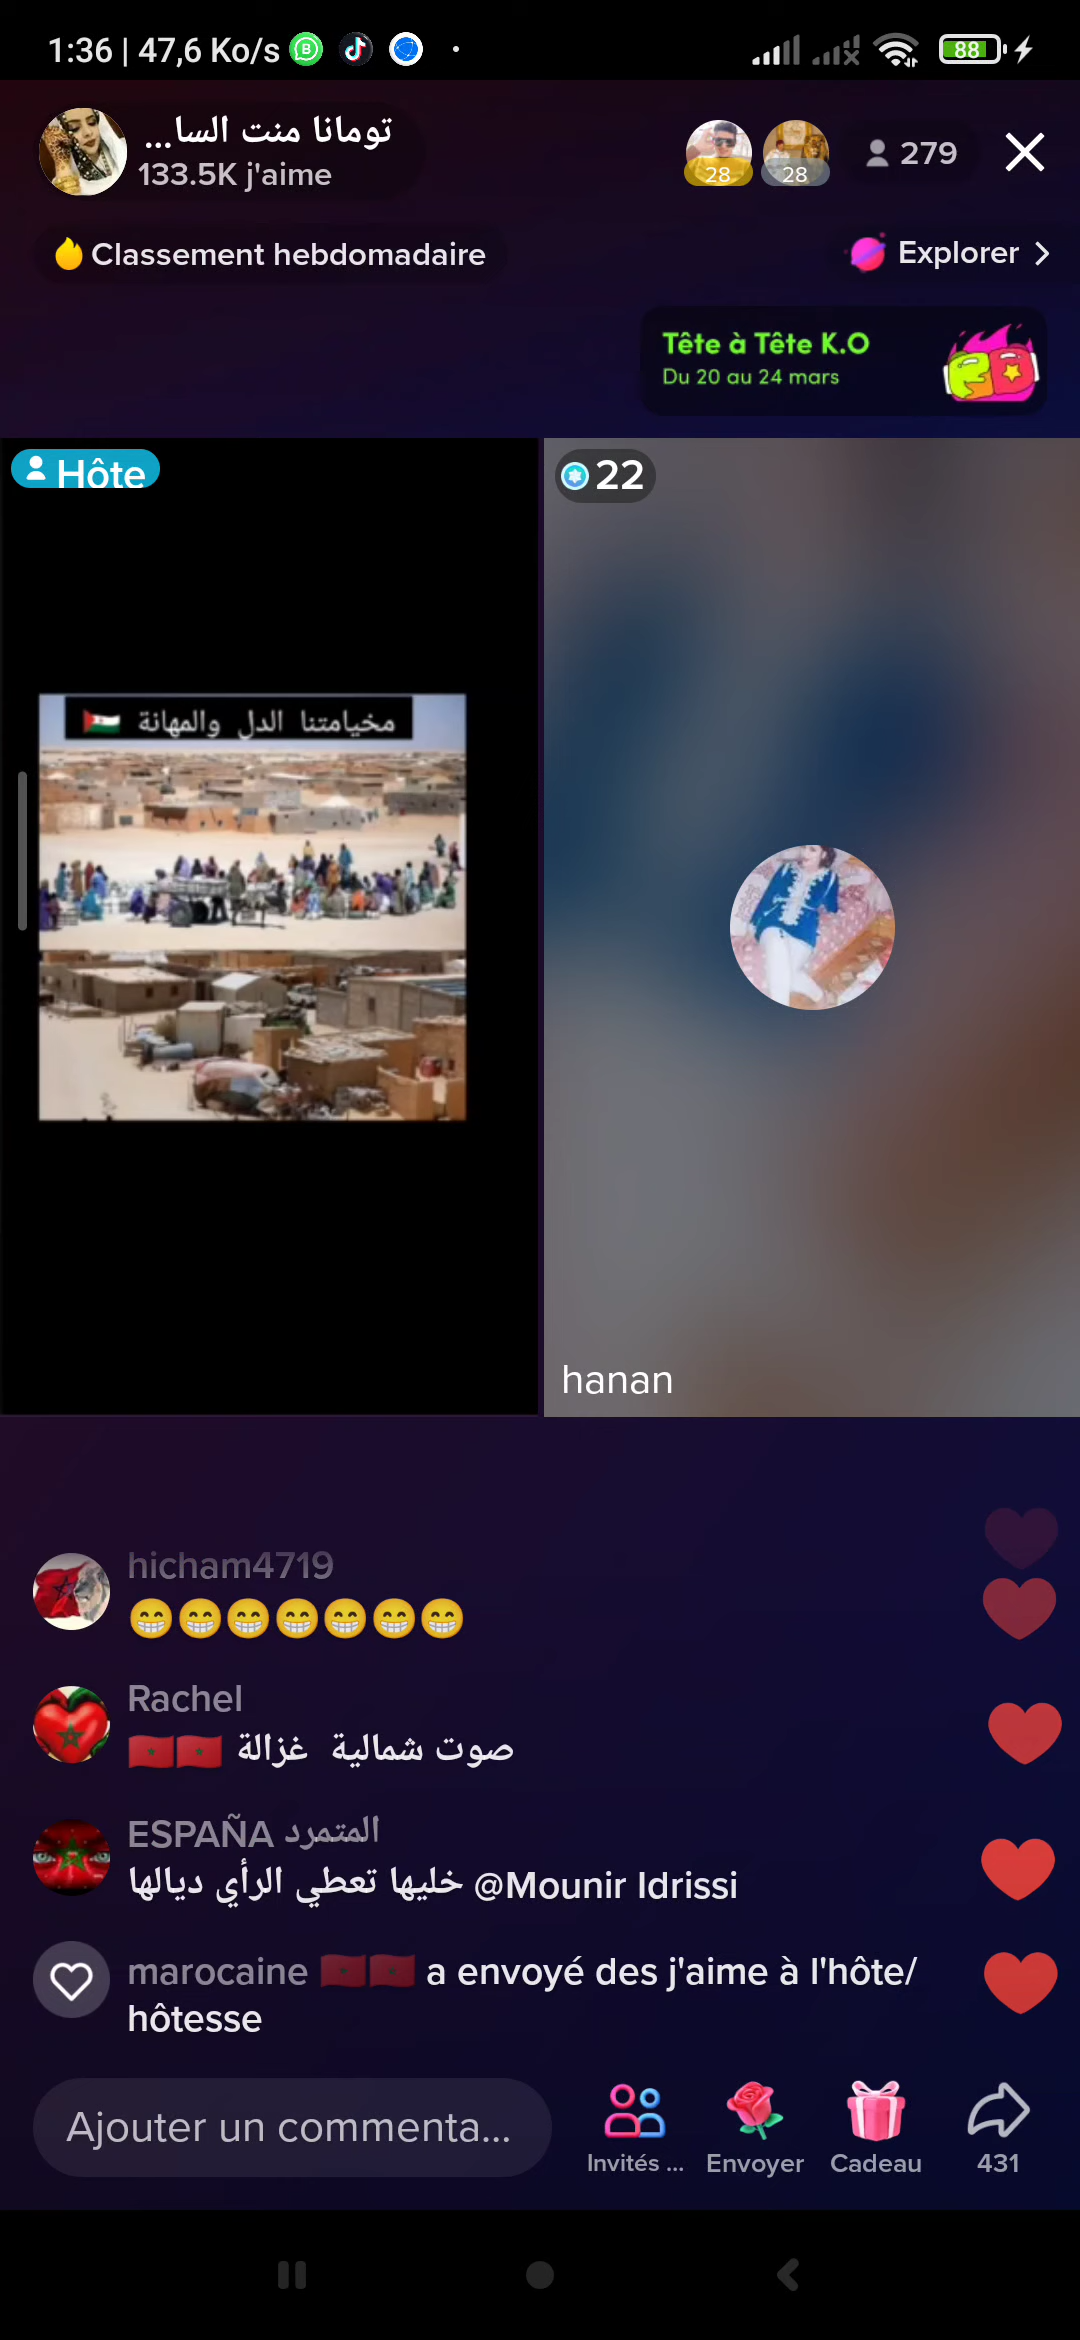 1:36 | 47,6 Ko/s
88
تومانا منت السا...
133.5K j'aime
28
28
279
Classement hebdomadaire
Explorer
Tête à Tête K.O
Du 20 au 24 mars
Hôte
22
مخيامتنا الدل والمهانة 🇪🇭
hanan
hicham4719
😁😁😁😁😁😁😁
Rachel
صوت شمالية غزالة 🇲🇦🇲🇦
ESPAÑA المتمرد
@Mounir Idrissi خليها تعطي الرأي ديالها
marocaine 🇲🇦🇲🇦 a envoyé des j'aime à l'hôte/
hôtesse
Ajouter un commenta...
Invités ...
Envoyer
Cadeau
431